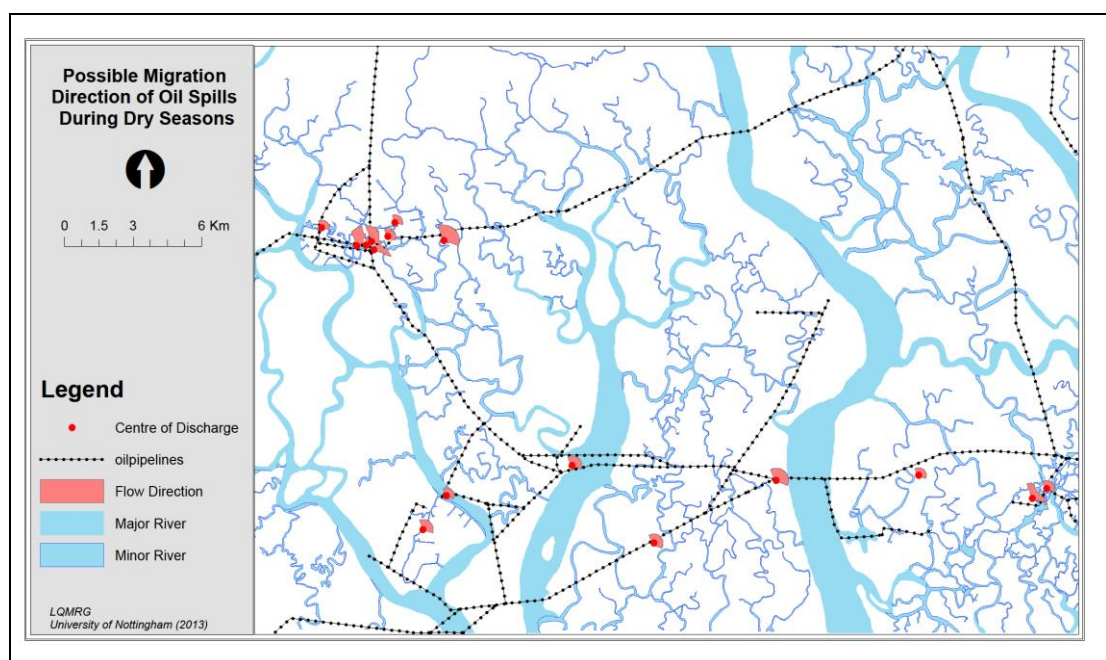 Possible Migration
Direction of Oil Spills
During Dry Seasons
0 1.5 3 6 Km
Legend
Centre of Discharge
oilpipelines
Flow Direction
Major River
Minor River
LQMRG
University of Nottingham (2013)